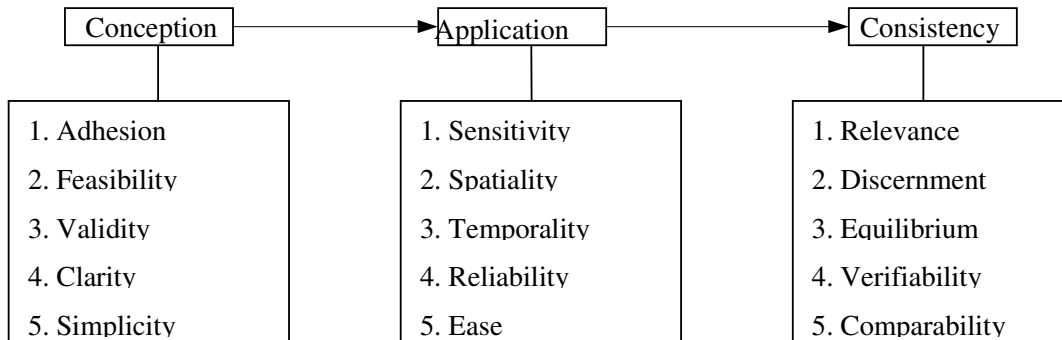 Conception
Application
Consistency
1. Adhesion
2. Feasibility
3. Validity
4. Clarity
5. Simplicity
1. Sensitivity
2. Spatiality
3. Temporality
4. Reliability
5. Ease
1. Relevance
2. Discernment
3. Equilibrium
4. Verifiability
5. Comparability